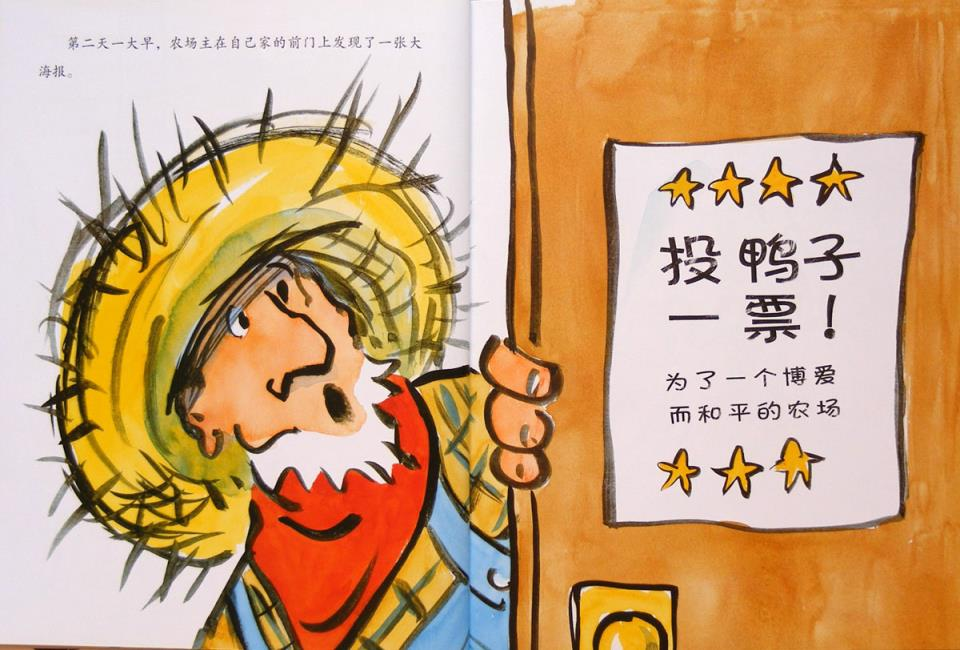 第二天一大早，农场主在自己家的前门上发现了一张大
海报。
投鸭子
一票！
为了一个博爱
而和平的农场